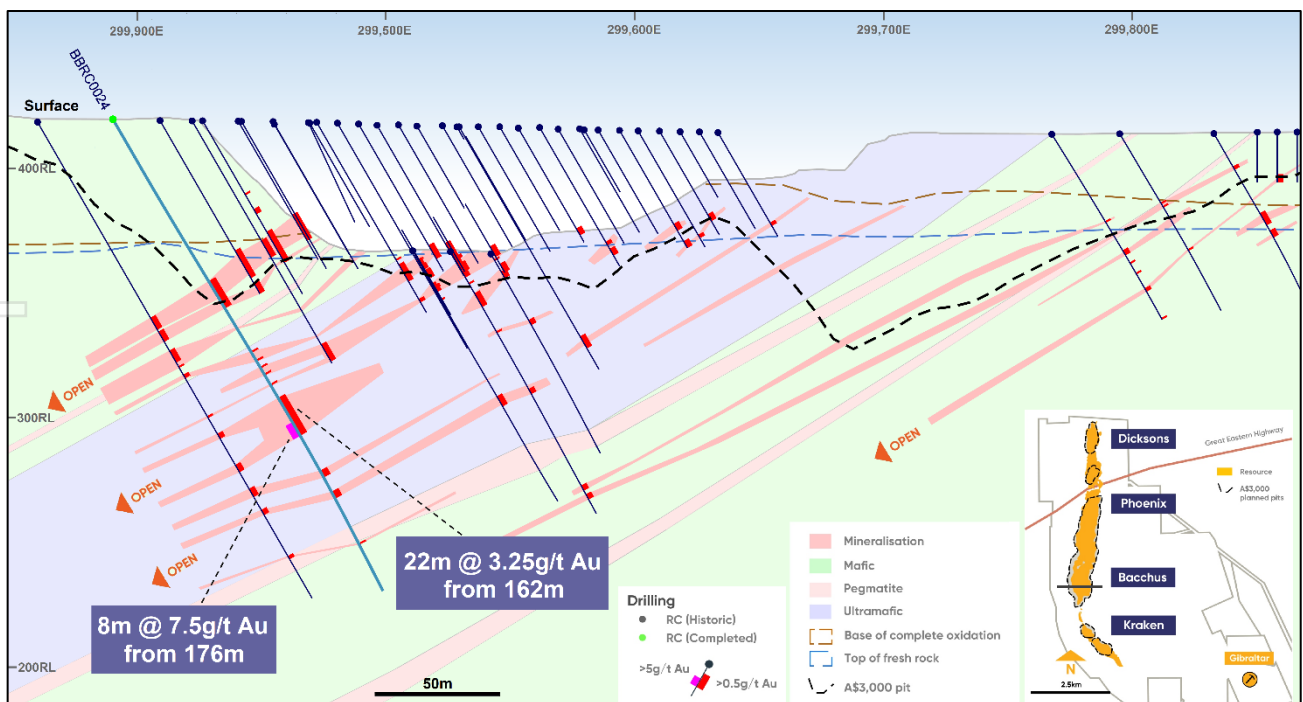 299,900E
299,500E
299,600E
299,700E
299,800E
BBRC0024
Surface
400RL
300RL
200RL
OPEN
OPEN
OPEN
OPEN
22m @ 3.25g/t Au
from 162m
8m @ 7.5g/t Au
from 176m
50m
Drilling
RC (Historic)
RC (Completed)
>5g/t Au
>0.5g/t Au
Mineralisation
Mafic
Pegmatite
Ultramafic
Base of complete oxidation
Top of fresh rock
A$3,000 pit
Dicksons
Great Eastern Highway
Resource
A$3,000
planned pits
Phoenix
Bacchus
Kraken
Gibraltar
N
2.5km